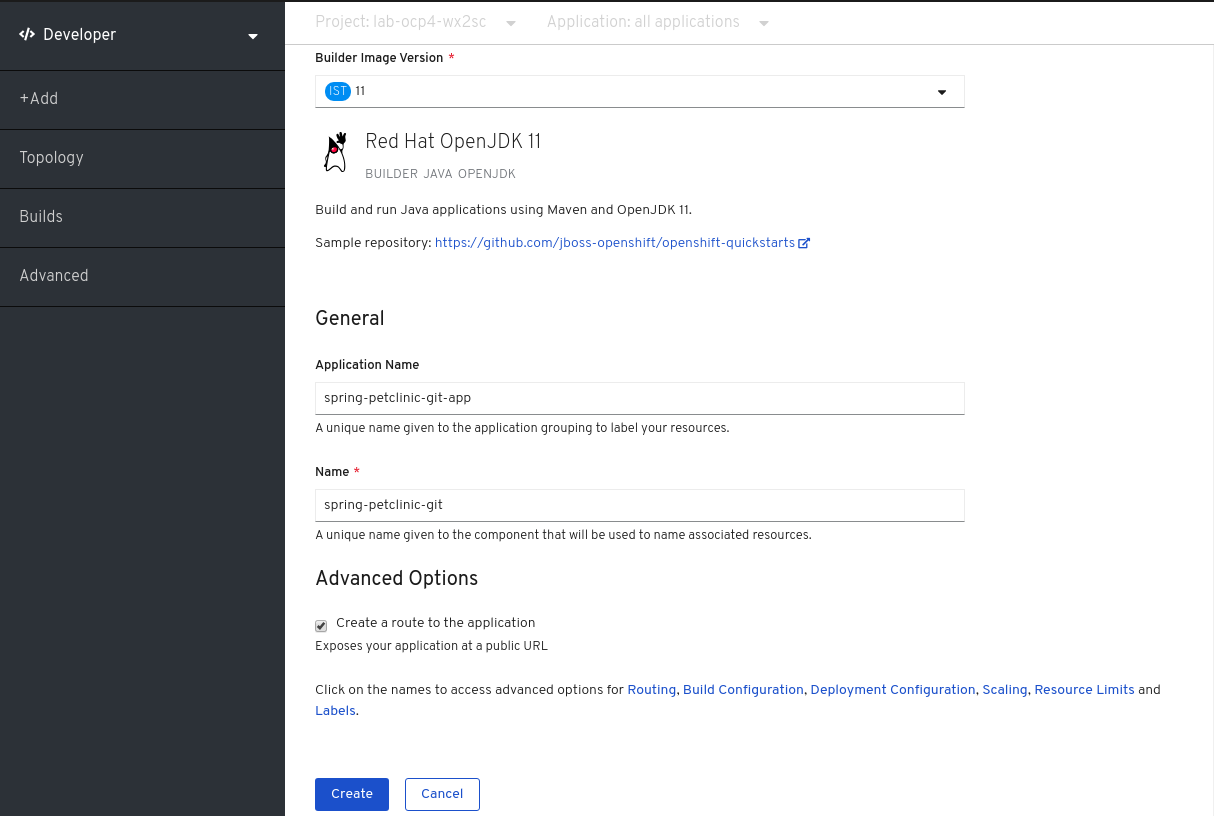 Developer
Project: lab-ocp4-wx2sc Application: all applications
+Add
Topology
Builds
Advanced
Builder Image Version *
IST 11
Red Hat OpenJDK 11
BUILDER JAVA OPENJDK
Build and run Java applications using Maven and OpenJDK 11.
Sample repository: https://github.com/jboss-openshift/openshift-quickstarts
General
Application Name
spring-petclinic-git-app
A unique name given to the application grouping to label your resources.
Name *
spring-petclinic-git
A unique name given to the component that will be used to name associated resources.
Advanced Options
Create a route to the application
Exposes your application at a public URL
Click on the names to access advanced options for Routing, Build Configuration, Deployment Configuration, Scaling, Resource Limits and
Labels.
Create Cancel